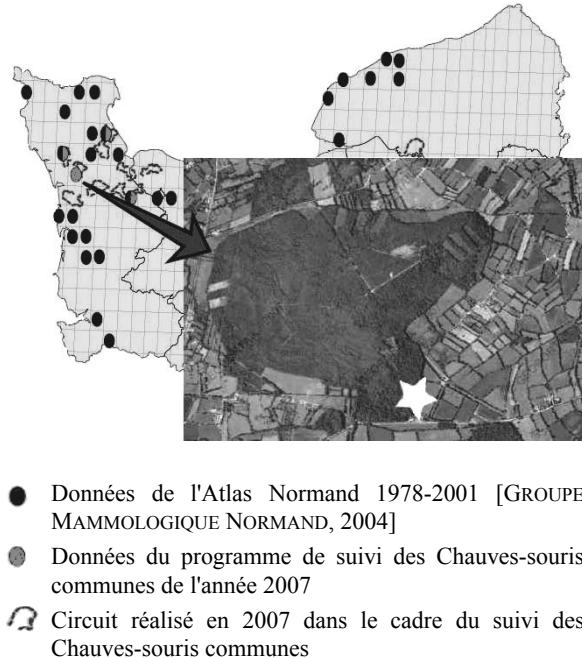 Données de l'Atlas Normand 1978-2001 [GROUPE
MAMMOLOGIQUE NORMAND, 2004]
Données du programme de suivi des Chauves-souris
communes de l'année 2007
Circuit réalisé en 2007 dans le cadre du suivi des
Chauves-souris communes